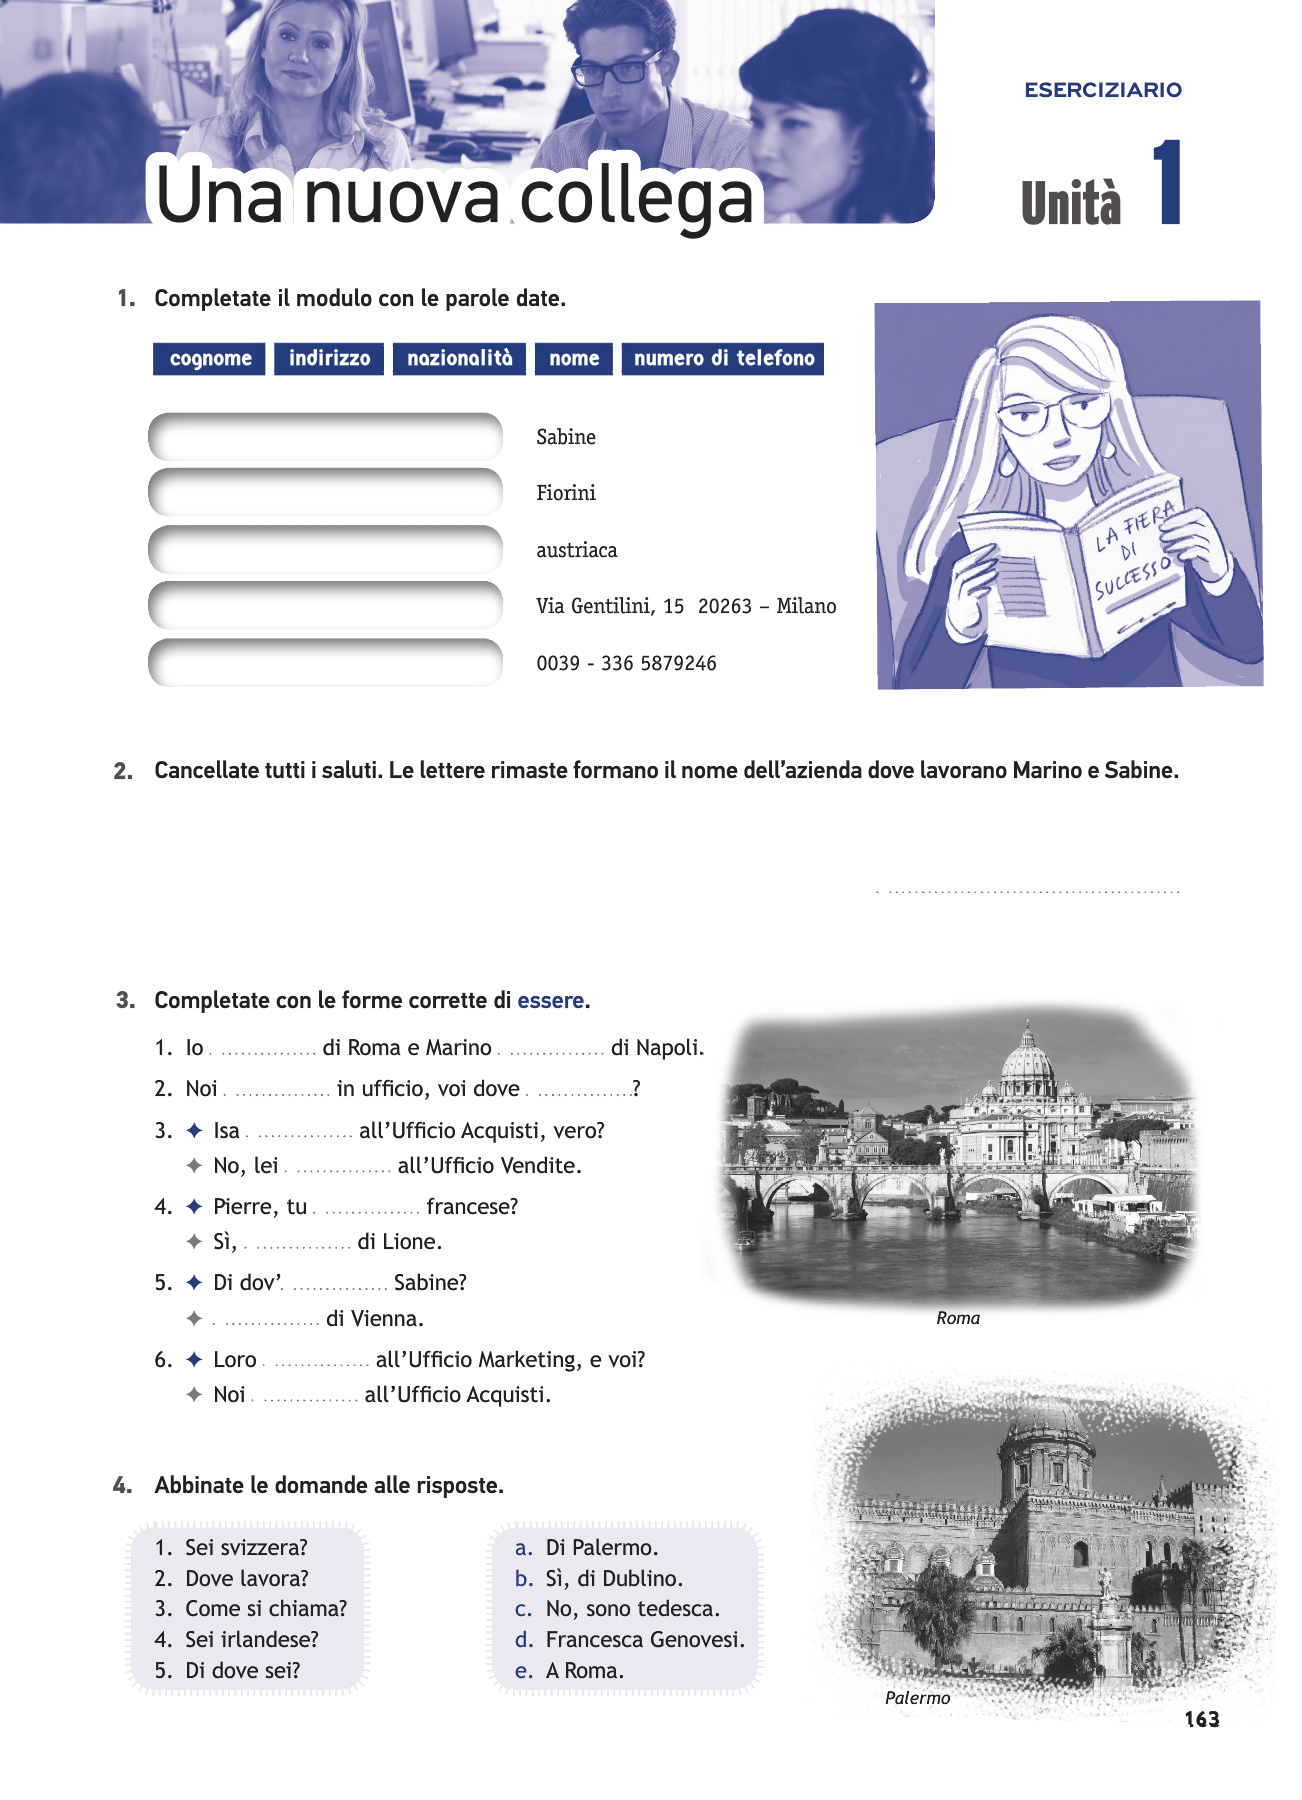 ESERCIZIARIO
Unità 1
Una nuova collega
1. Completate il modulo con le parole date.
cognome indirizzo nazionalità nome numero di telefono
Sabine
Fiorini
austriaca
Via Gentilini, 15 20263 – Milano
0039 - 336 5879246
LA FIERA
DI
SUCCESSO
2. Cancellate tutti i saluti. Le lettere rimaste formano il nome dell’azienda dove lavorano Marino e Sabine.
. ............................................
3. Completate con le forme corrette di essere.
1. Io . ............... di Roma e Marino . ............... di Napoli.
2. Noi . ............... in ufficio, voi dove . ...............?
3. ✦ Isa . ............... all’Ufficio Acquisti, vero?
✦ No, lei . ............... all’Ufficio Vendite.
4. ✦ Pierre, tu . ............... francese?
✦ Sì, . ............... di Lione.
5. ✦ Di dov’. ............... Sabine?
✦ . ............... di Vienna.
6. ✦ Loro . ............... all’Ufficio Marketing, e voi?
✦ Noi . ............... all’Ufficio Acquisti.
Roma
4. Abbinate le domande alle risposte.
1. Sei svizzera?
2. Dove lavora?
3. Come si chiama?
4. Sei irlandese?
5. Di dove sei?
a. Di Palermo.
b. Sì, di Dublino.
c. No, sono tedesca.
d. Francesca Genovesi.
e. A Roma.
Palermo
163